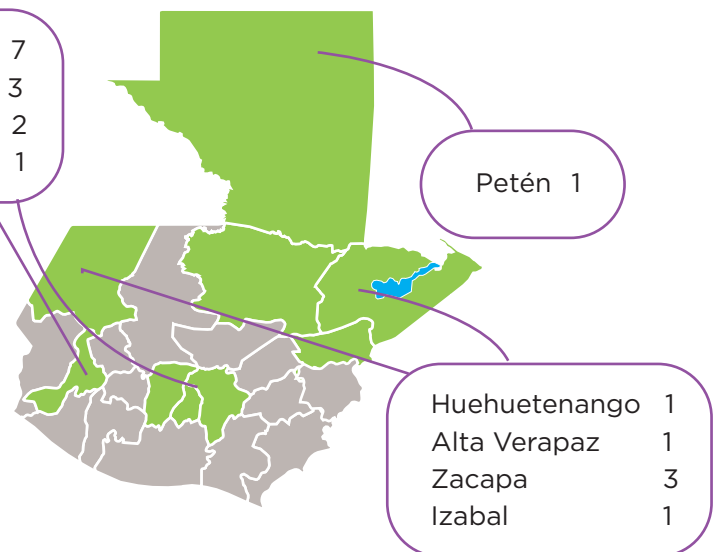 7
3
2
1
Petén 1
Huehuetenango 1
Alta Verapaz 1
Zacapa 3
Izabal 1